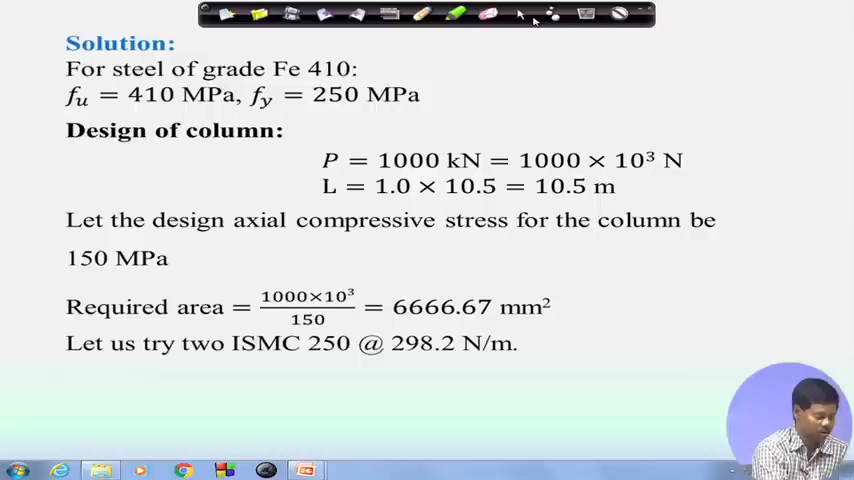 Solution:
For steel of grade Fe 410:
𝑓ᵤ = 410 MPa, 𝑓ᵧ = 250 MPa
Design of column:
𝑃 = 1000 kN = 1000 × 10³ N
L = 1.0 × 10.5 = 10.5 m
Let the design axial compressive stress for the column be
150 MPa
Required area = 1000×10³/150 = 6666.67 mm²
Let us try two ISMC 250 @ 298.2 N/m.